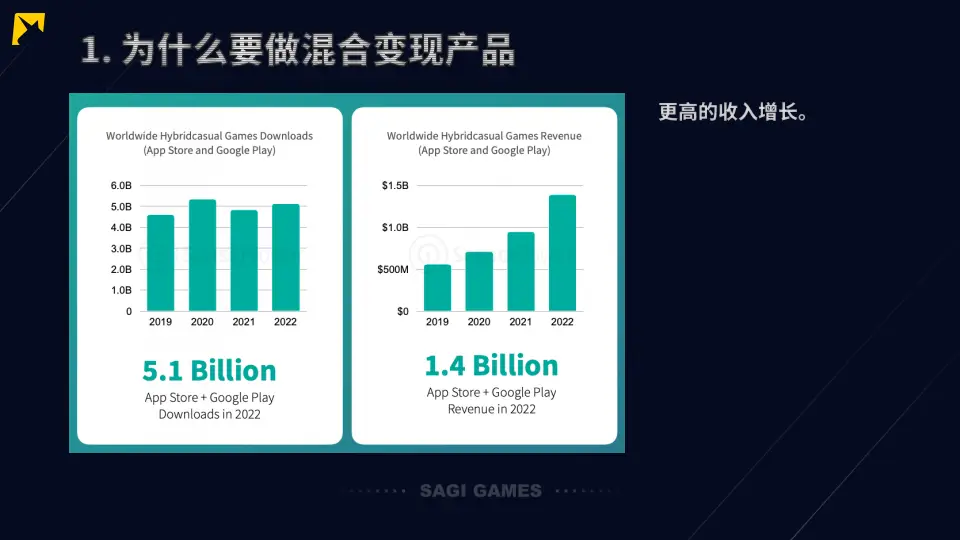 1. 为什么要做混合变现产品
更高的收入增长。
Worldwide Hybridcasual Games Downloads
(App Store and Google Play)
6.0B
5.0B
4.0B
3.0B
2.0B
1.0B
0
2019 2020 2021 2022
5.1 Billion
App Store + Google Play
Downloads in 2022
Worldwide Hybridcasual Games Revenue
(App Store and Google Play)
$1.5B
$1.0B
$500M
$0
2019 2020 2021 2022
1.4 Billion
App Store + Google Play
Revenue in 2022
SAGI GAMES